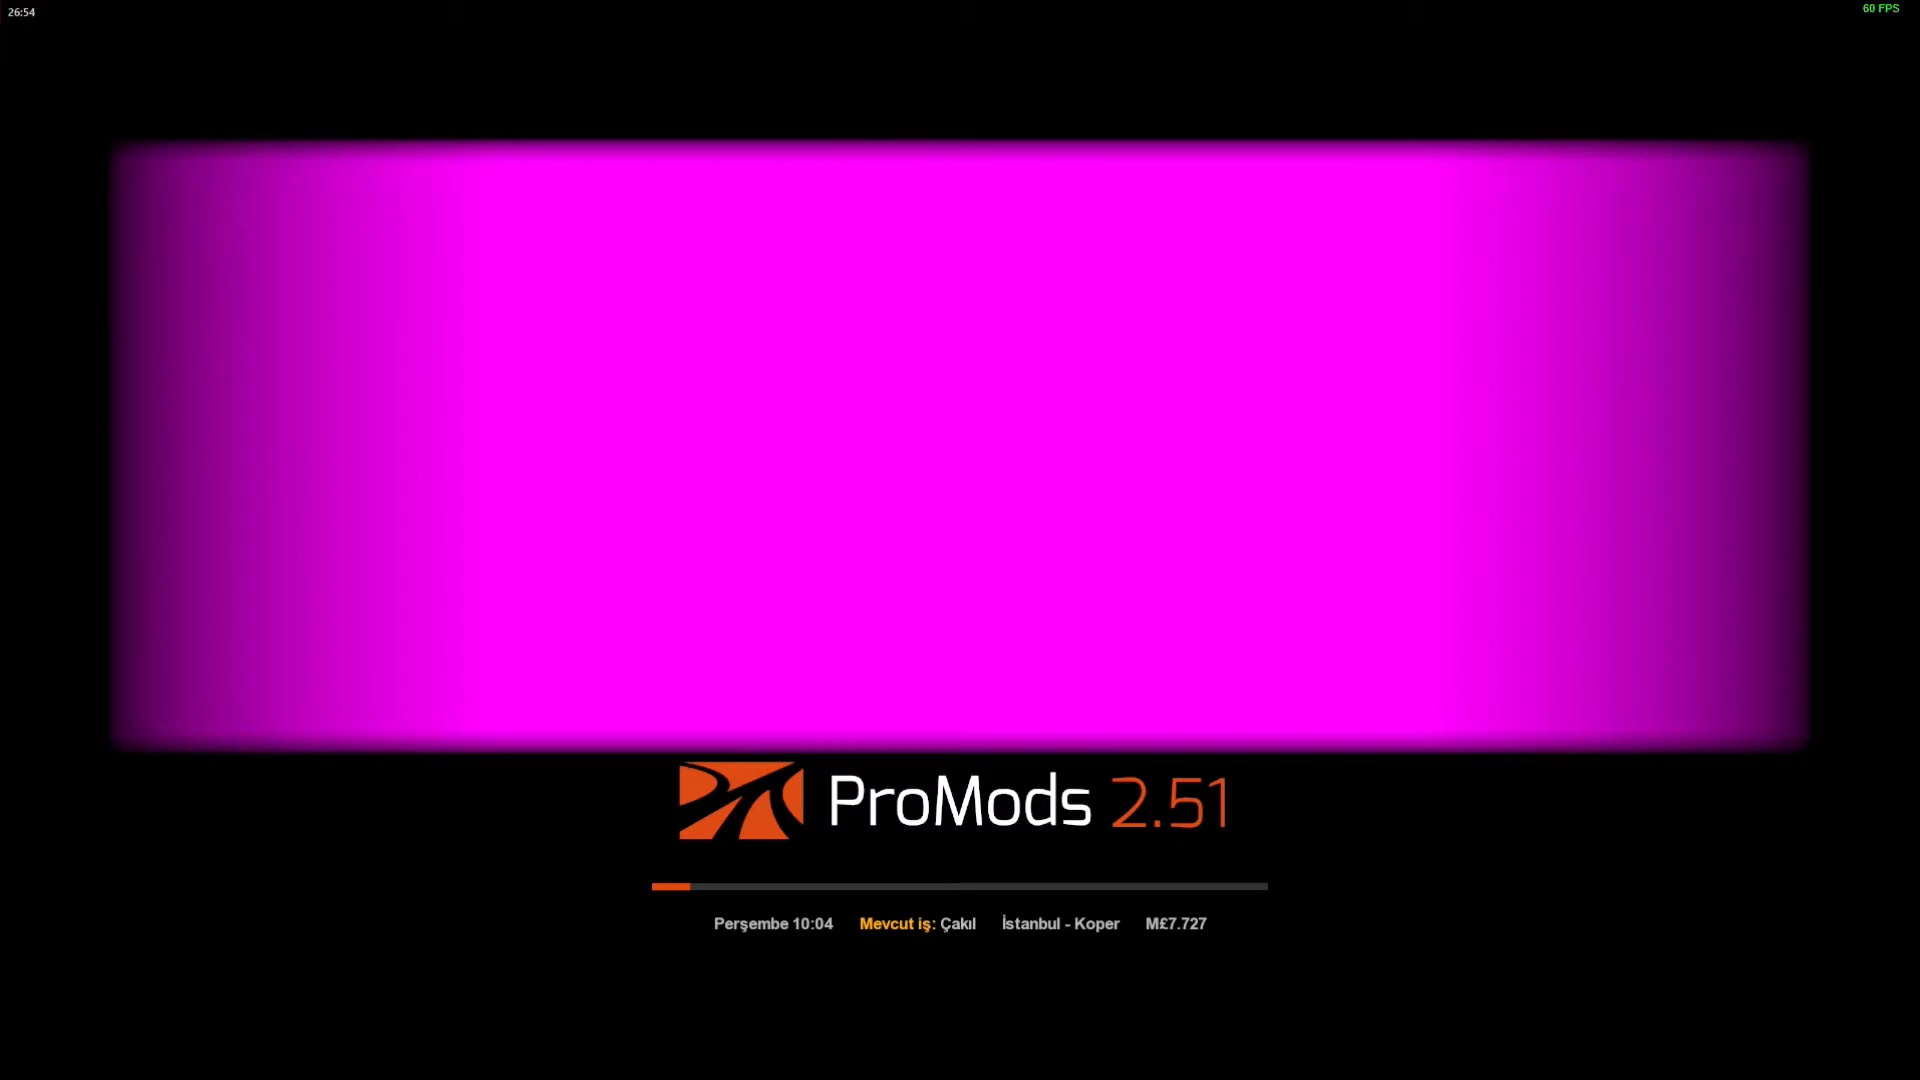 26:54
60 FPS
ProMods 2.51
Perşembe 10:04 Mevcut iş: Çakıl İstanbul - Koper M£7.727